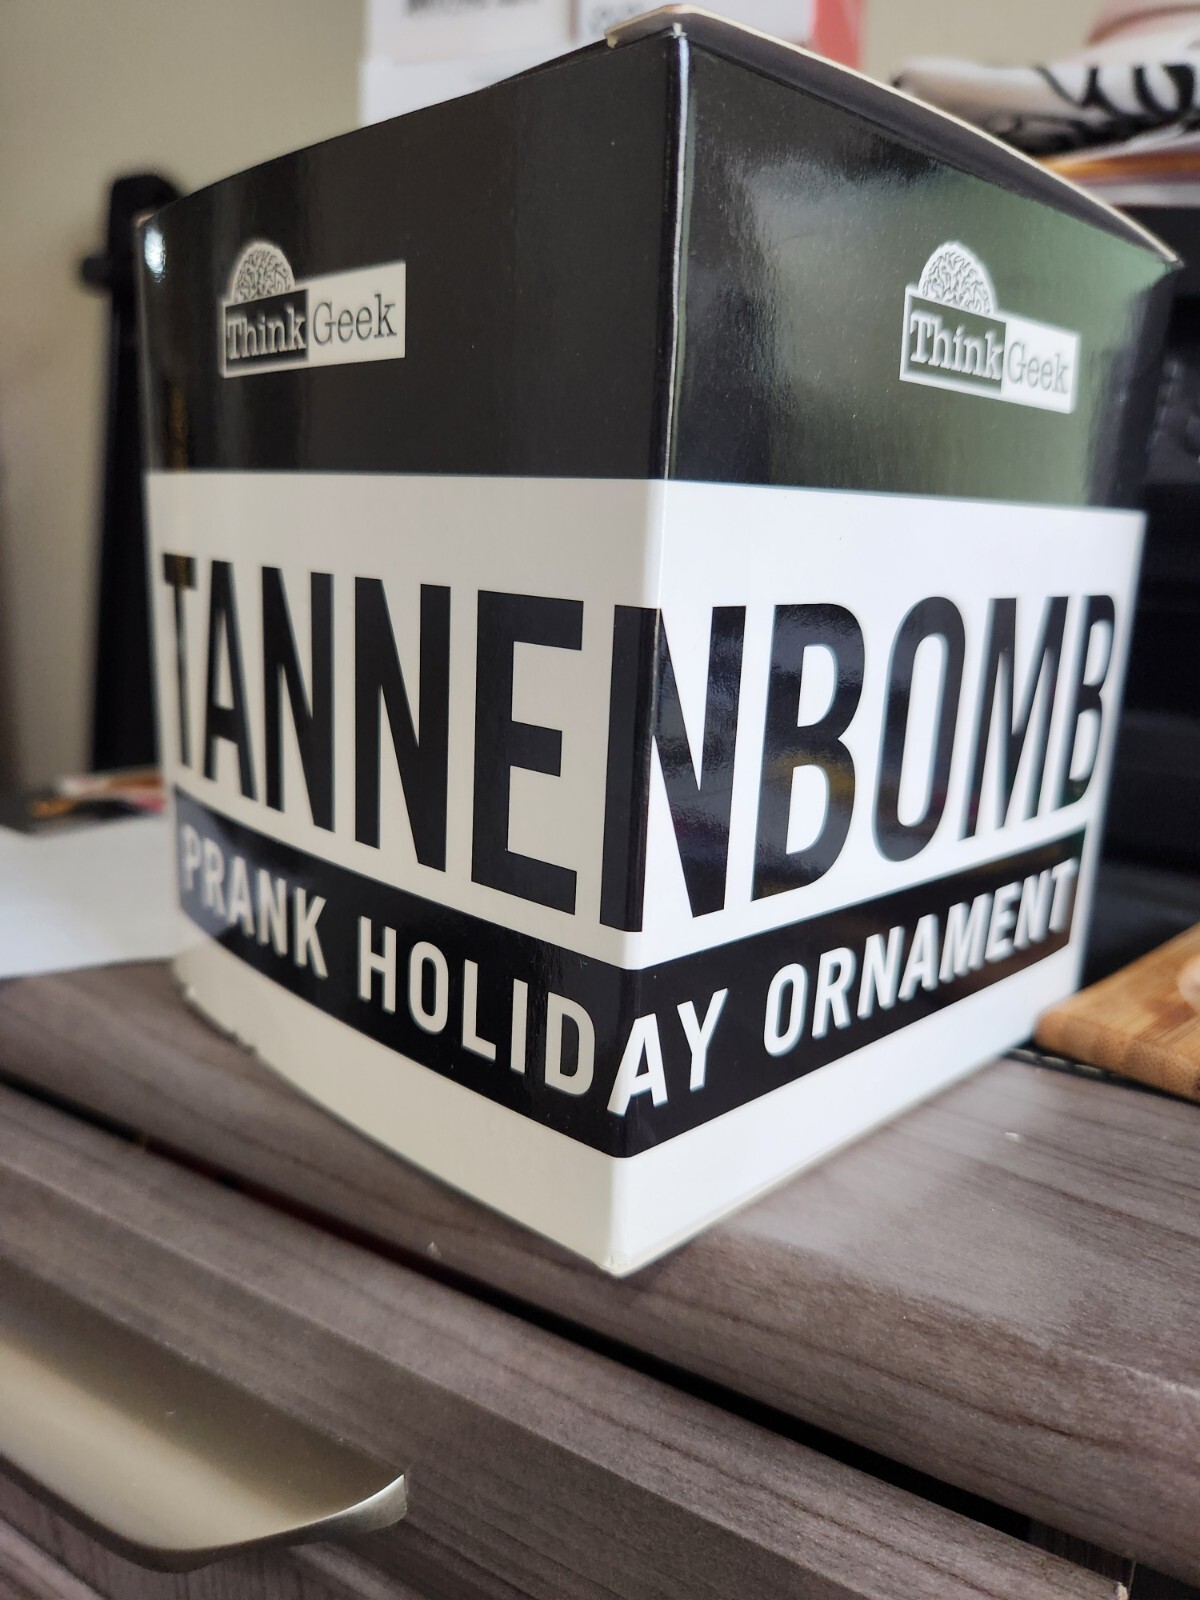 ThinkGeek
ThinkGeek
TANNENBOMB
PRANK HOLIDAY ORNAMENT